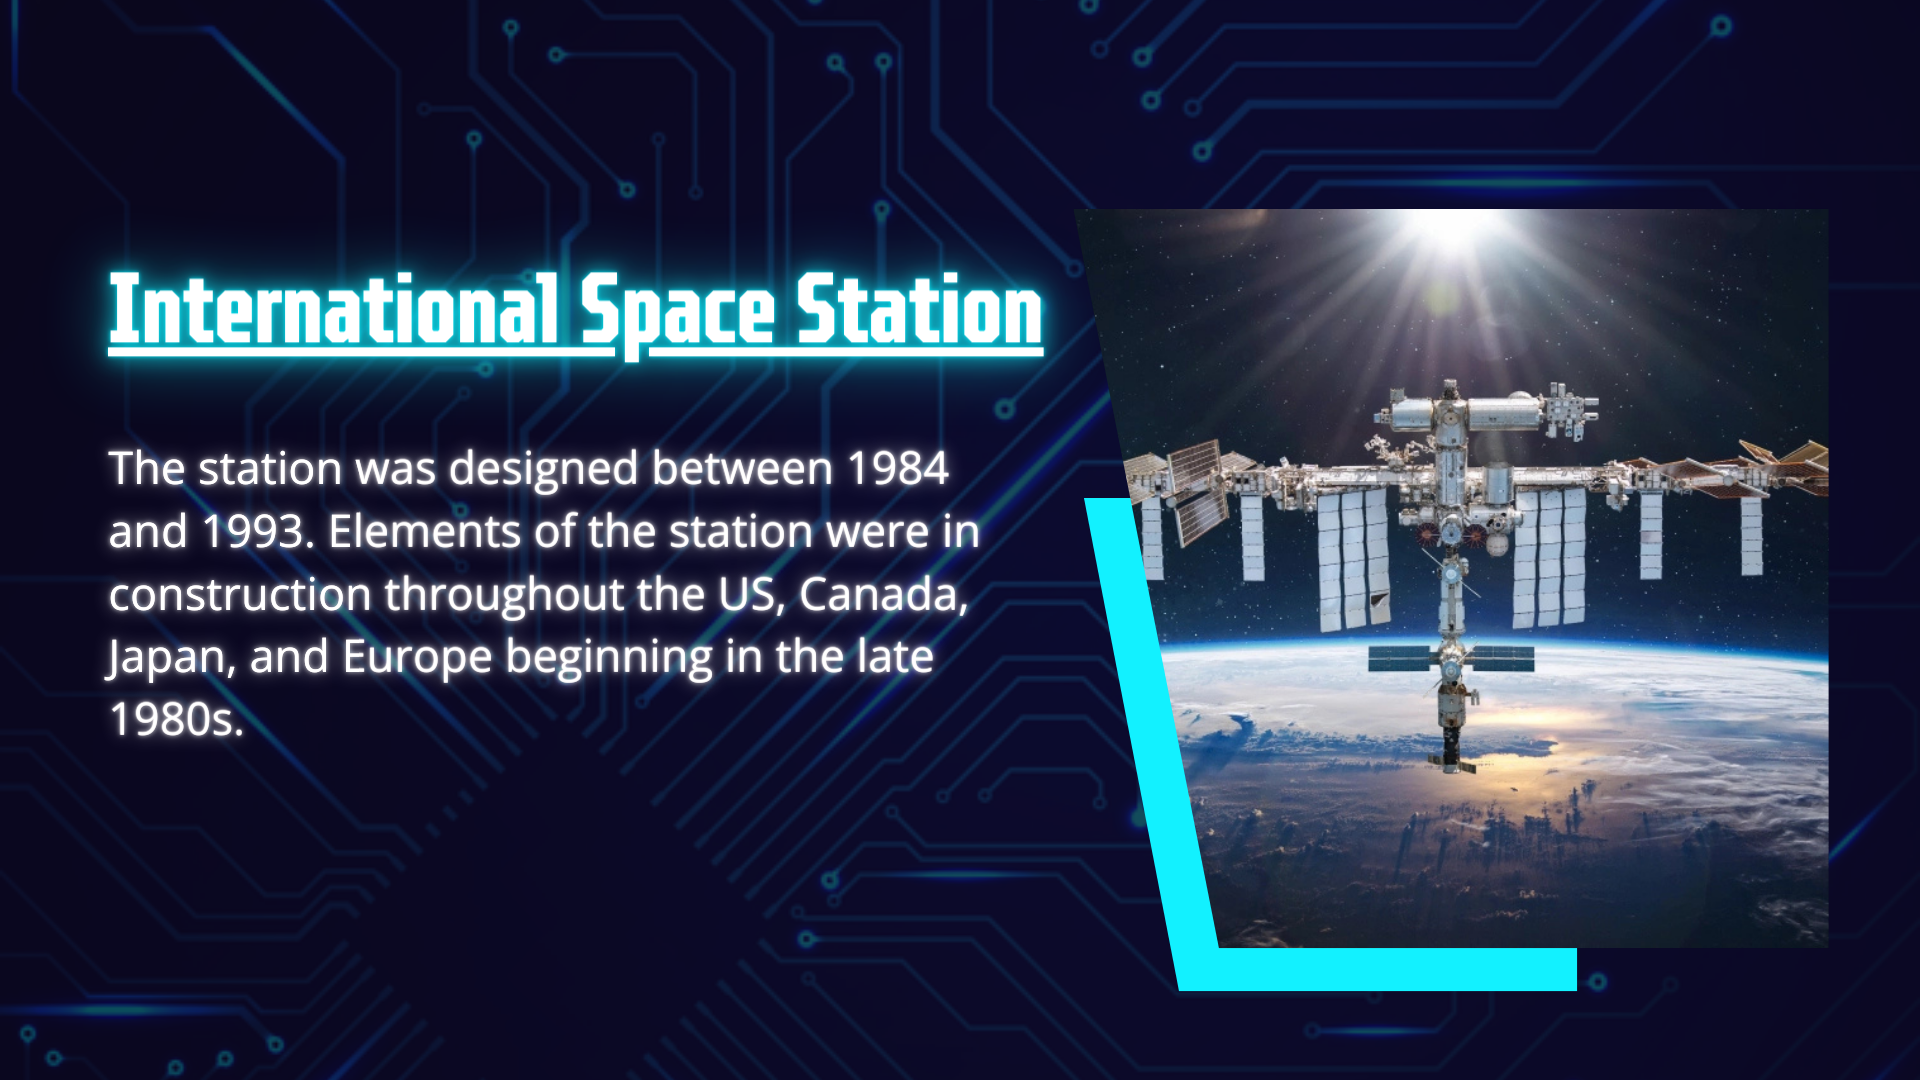 International Space Station
The station was designed between 1984
and 1993. Elements of the station were in
construction throughout the US, Canada,
Japan, and Europe beginning in the late
1980s.